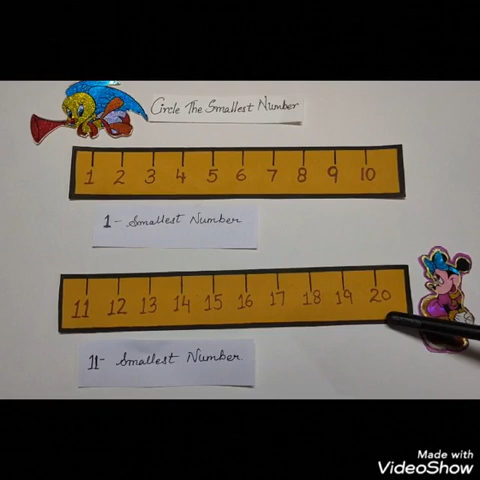 Circle The Smallest Number
1 2 3 4 5 6 7 8 9 10
1- Smallest Number
11 12 13 14 15 16 17 18 19 20
11- Smallest Number
Made with
VideoShow